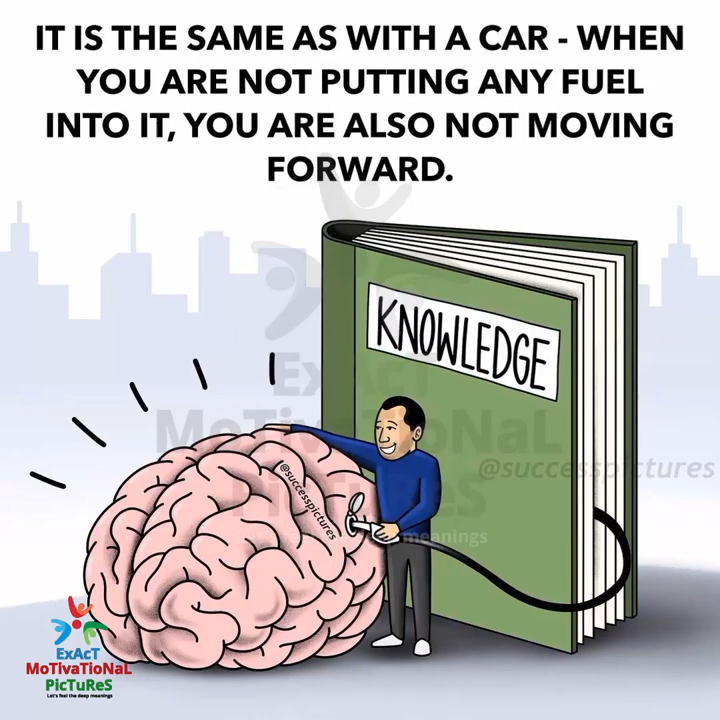 IT IS THE SAME AS WITH A CAR - WHEN
YOU ARE NOT PUTTING ANY FUEL
INTO IT, YOU ARE ALSO NOT MOVING
FORWARD.
KNOWLEDGE
ExAcT
MoTivaTioNaL
PicTuReS
@successpictures
@successpictures
meanings
ExAcT
MoTivaTioNaL
PicTuReS
Let's feel the deep meanings